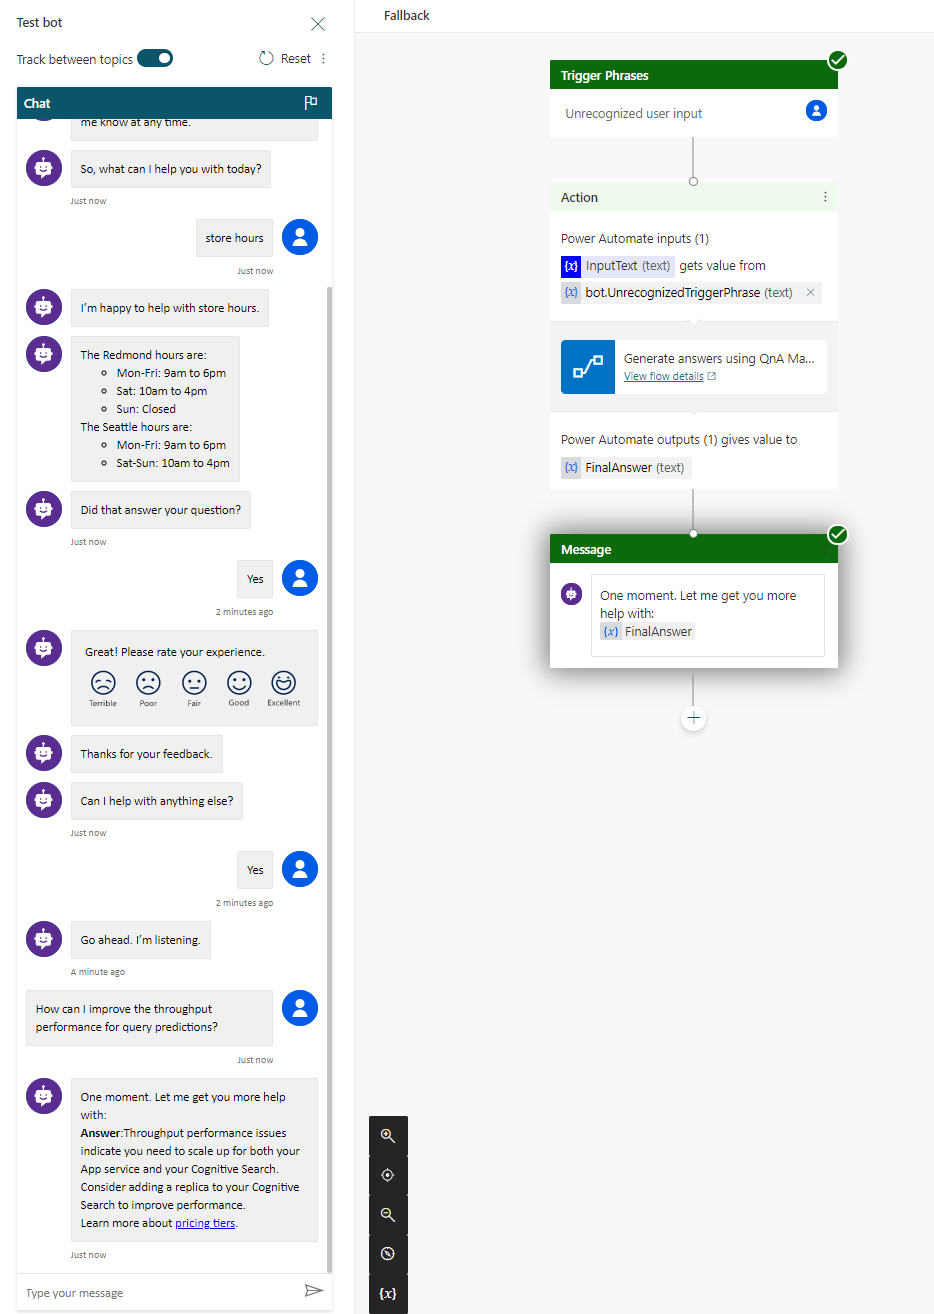 Test bot
Track between topics
Reset
Chat
me know at any time.
So, what can I help you with today?
Just now
store hours
Just now
I'm happy to help with store hours.
The Redmond hours are:
Mon-Fri: 9am to 6pm
Sat: 10am to 4pm
Sun: Closed
The Seattle hours are:
Mon-Fri: 9am to 6pm
Sat-Sun: 10am to 4pm
Did that answer your question?
Just now
Yes
2 minutes ago
Great! Please rate your experience.
Terrible Poor Fair Good Excellent
Thanks for your feedback.
Can I help with anything else?
Just now
Yes
2 minutes ago
Go ahead. I'm listening.
A minute ago
How can I improve the throughput
performance for query predictions?
Just now
One moment. Let me get you more help
with:
Answer:Throughput performance issues
indicate you need to scale up for both your
App service and your Cognitive Search.
Consider adding a replica to your Cognitive
Search to improve performance.
Learn more about pricing tiers.
Just now
Type your message
Fallback
Trigger Phrases
Unrecognized user input
Action
Power Automate inputs (1)
{x} InputText (text) gets value from
{x} bot.UnrecognizedTriggerPhrase (text)
Generate answers using QnA Ma...
View flow details
Power Automate outputs (1) gives value to
{x} FinalAnswer (text)
Message
One moment. Let me get you more
help with:
{x} FinalAnswer
{x}